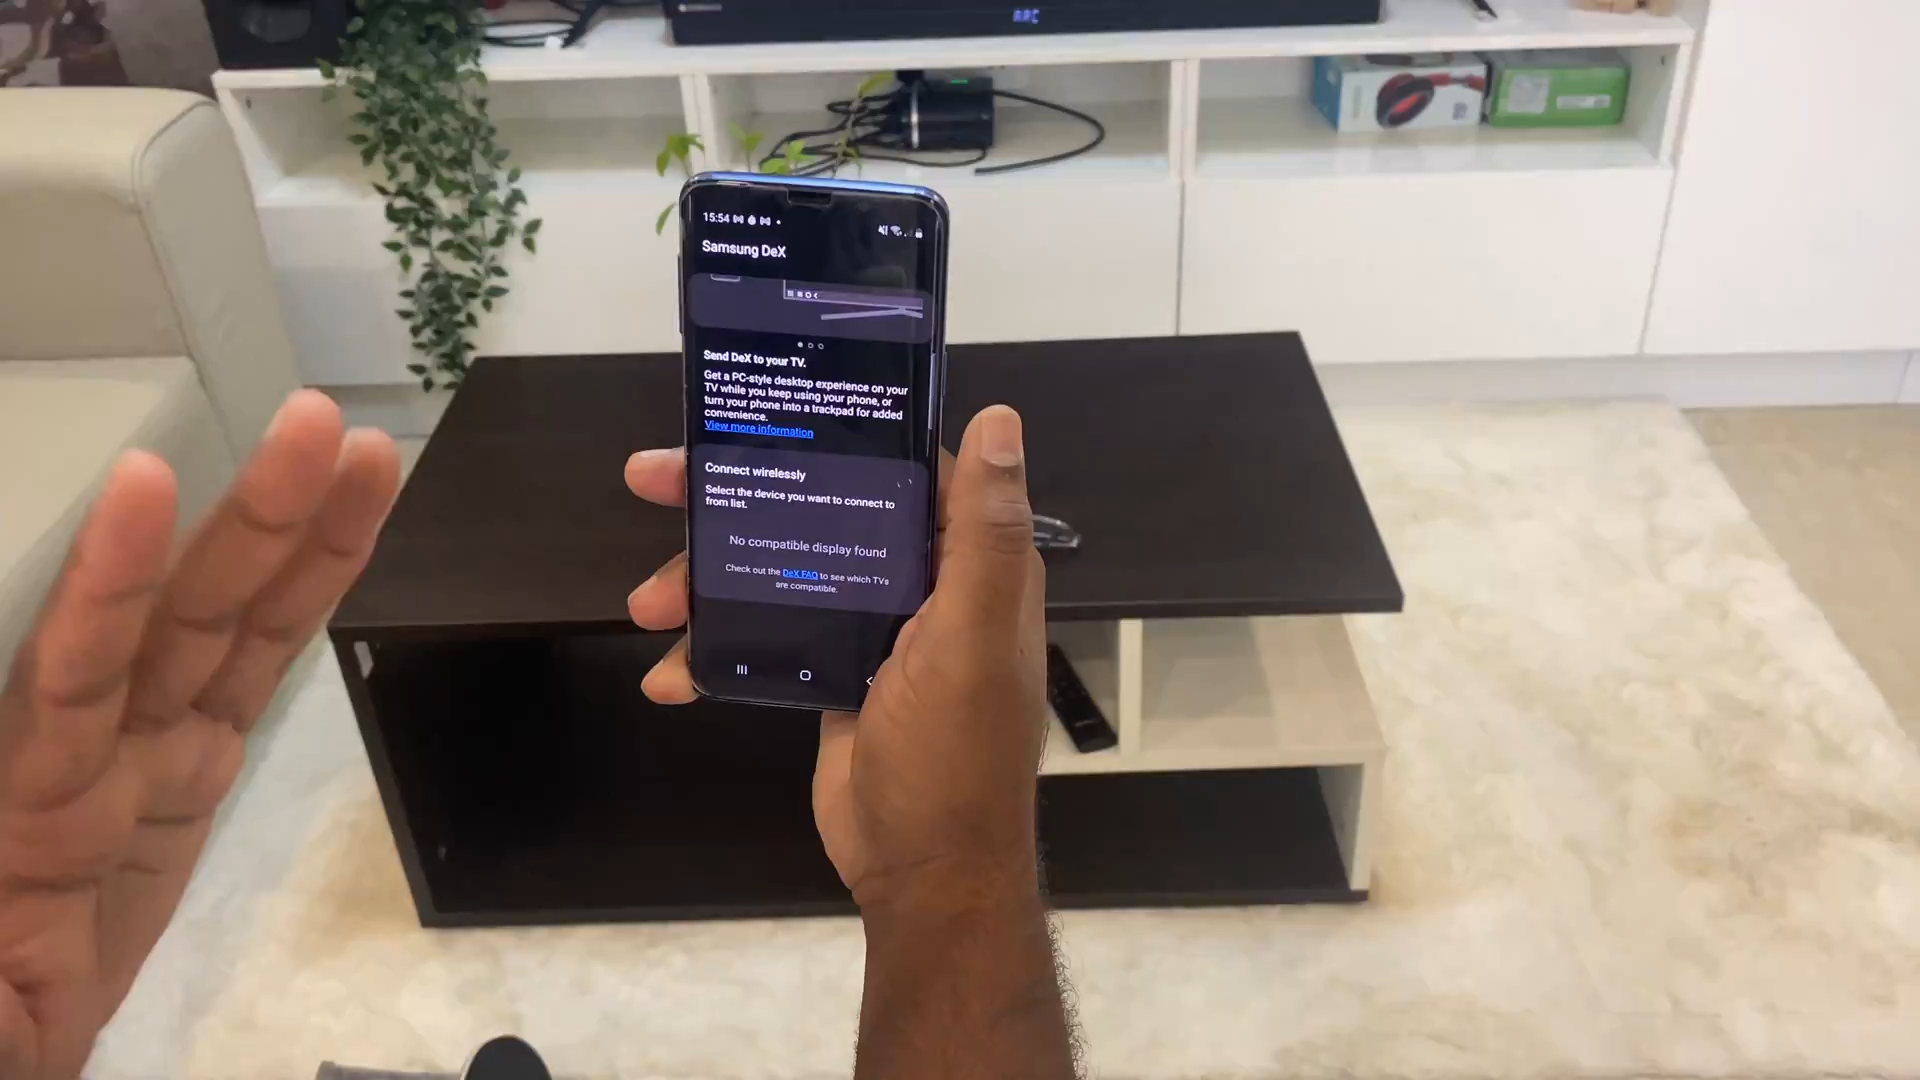 ARC
15:54
Samsung DeX
Send DeX to your TV.
Get a PC-style desktop experience on your
TV while you keep using your phone, or
turn your phone into a trackpad for added
convenience.
View more information
Connect wirelessly
Select the device you want to connect to
from list.
No compatible display found
Check out the DeX FAQ to see which TVs
are compatible.